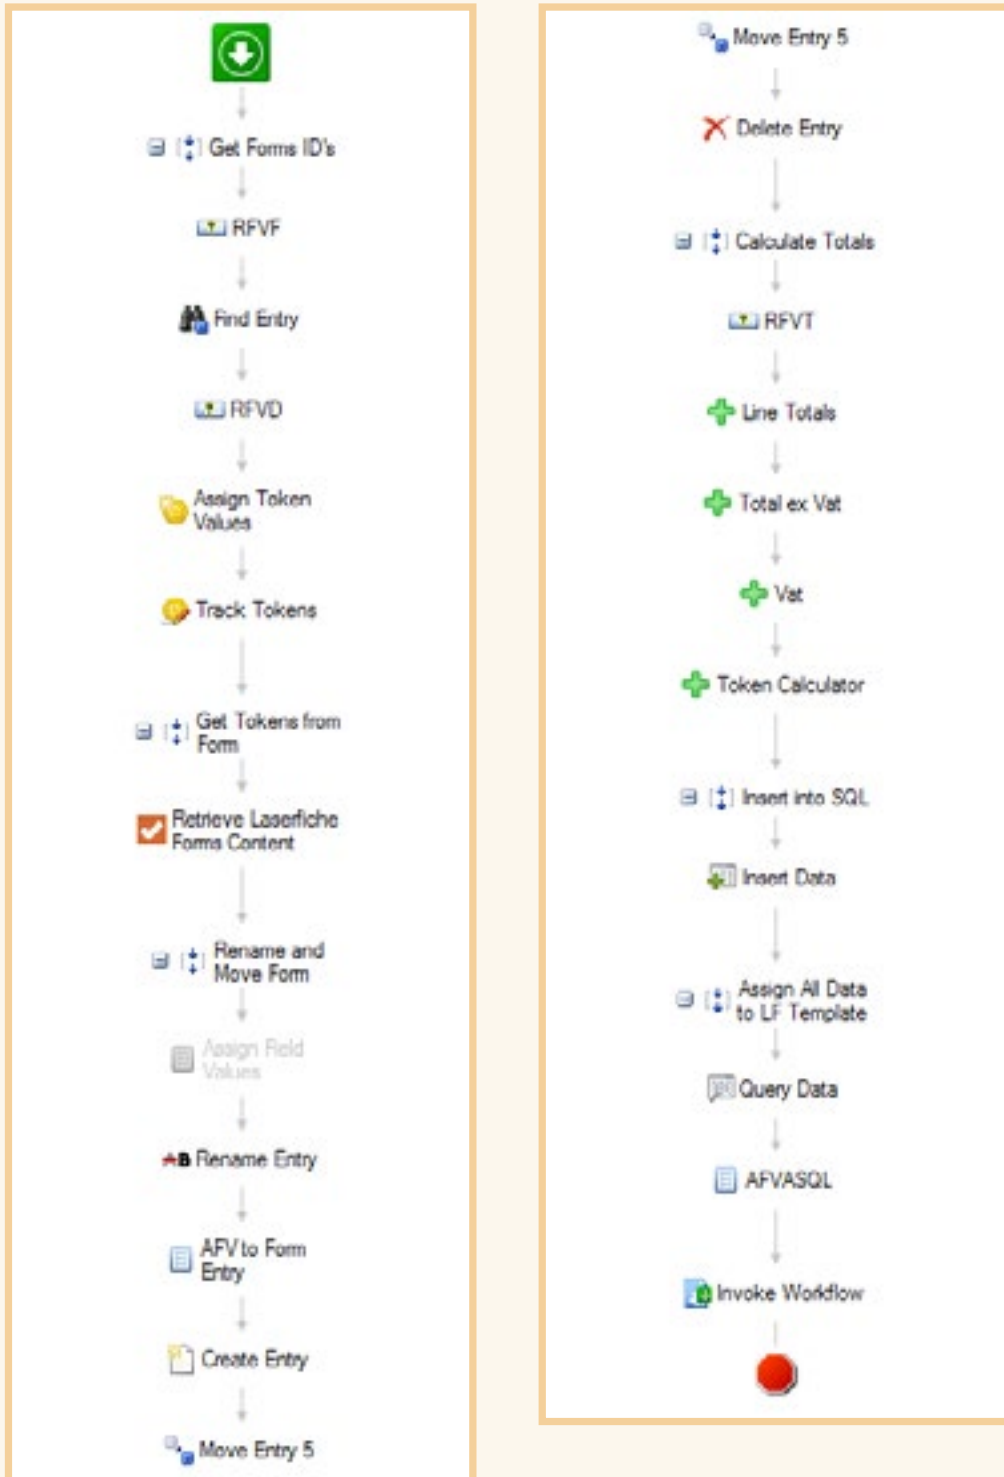 Get Forms ID's
RFVF
Find Entry
RFVD
Assign Token
Values
Track Tokens
Get Tokens from
Form
Retrieve Laserfiche
Forms Content
Rename and
Move Form
Assign Field
Values
Rename Entry
AFV to Form
Entry
Create Entry
Move Entry 5
Move Entry 5
Delete Entry
Calculate Totals
RFVT
Line Totals
Total ex Vat
Vat
Token Calculator
Insert into SQL
Insert Data
Assign All Data
to LF Template
Query Data
AFVASQL
Invoke Workflow